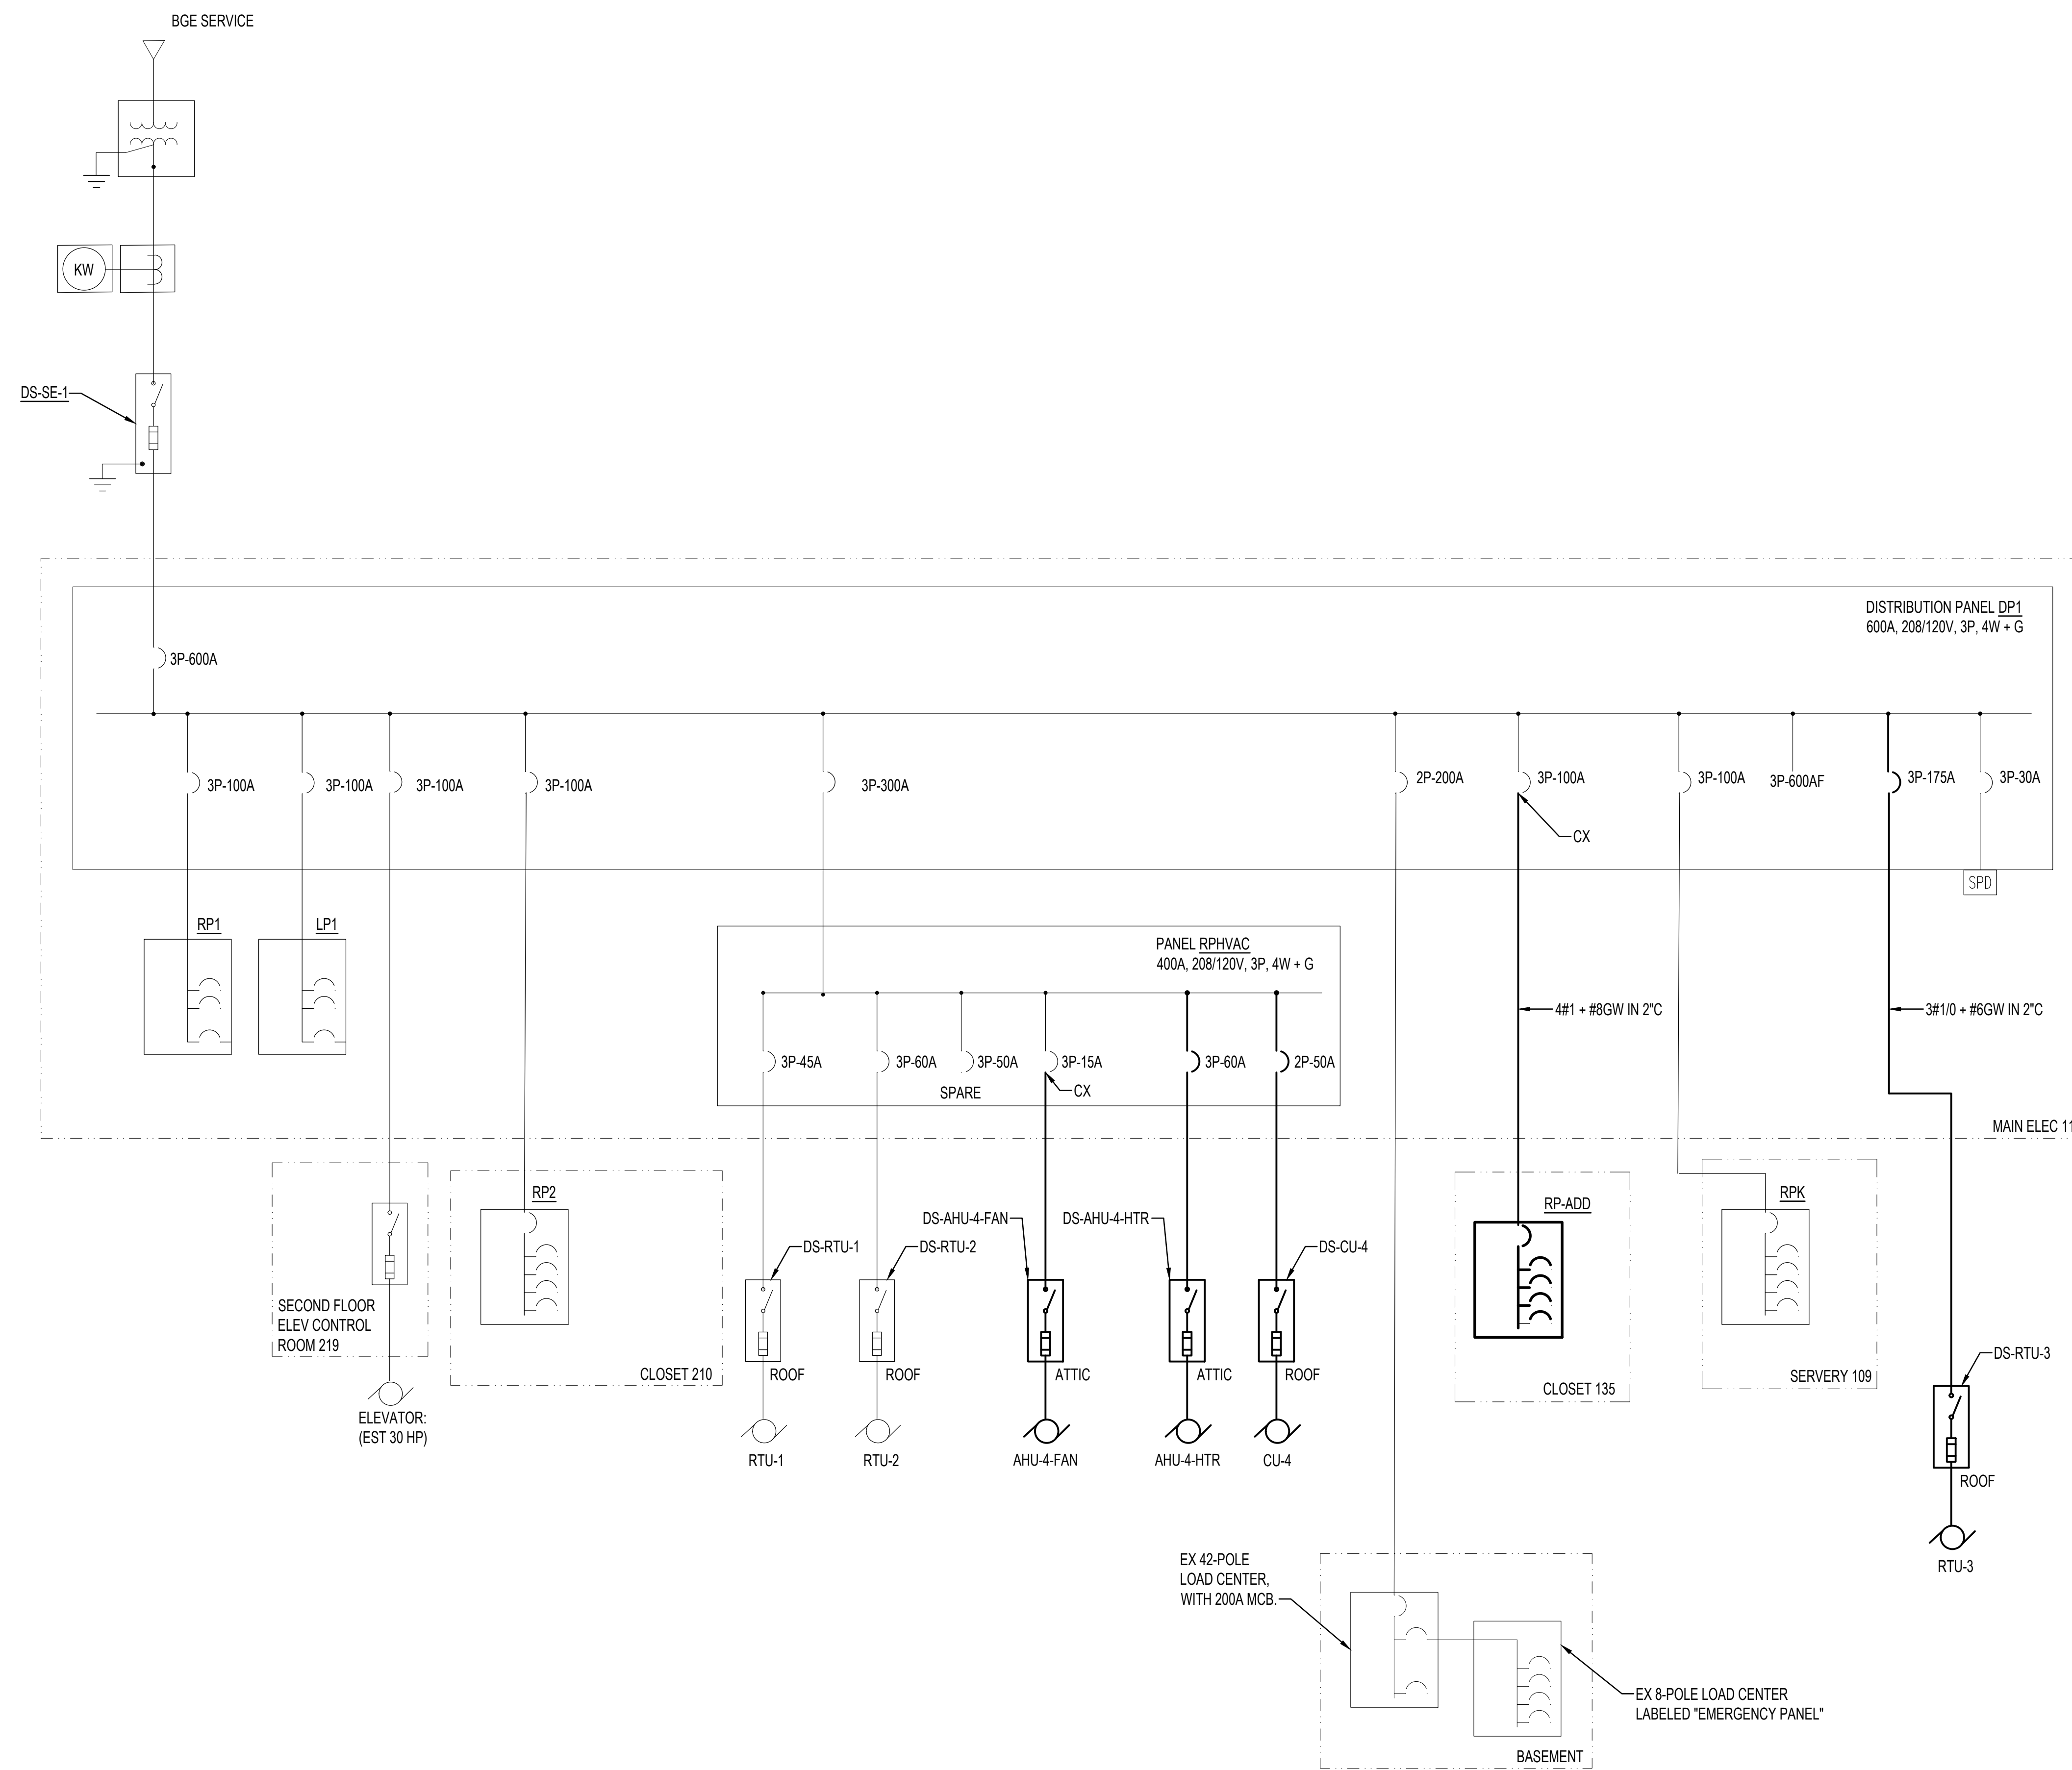 BGE SERVICE
KW
DS-SE-1
DISTRIBUTION PANEL DP1
600A, 208/120V, 3P, 4W + G
3P-600A
3P-100A
3P-100A
3P-100A
3P-100A
3P-300A
2P-200A
3P-100A
3P-100A
3P-600AF
3P-175A
3P-30A
CX
SPD
RP1
LP1
PANEL RPHVAC
400A, 208/120V, 3P, 4W + G
4#1 + #8GW IN 2"C
3#1/0 + #6GW IN 2"C
3P-45A
3P-60A
3P-50A
3P-15A
3P-60A
2P-50A
SPARE
CX
MAIN ELEC 11
RP2
RP-ADD
RPK
DS-AHU-4-FAN
DS-AHU-4-HTR
DS-RTU-1
DS-RTU-2
DS-CU-4
SECOND FLOOR
ELEV CONTROL
ROOM 219
CLOSET 210
ROOF
ROOF
ATTIC
ATTIC
ROOF
CLOSET 135
SERVERY 109
DS-RTU-3
ELEVATOR:
(EST 30 HP)
RTU-1
RTU-2
AHU-4-FAN
AHU-4-HTR
CU-4
ROOF
RTU-3
EX 42-POLE
LOAD CENTER,
WITH 200A MCB.
EX 8-POLE LOAD CENTER
LABELED "EMERGENCY PANEL"
BASEMENT